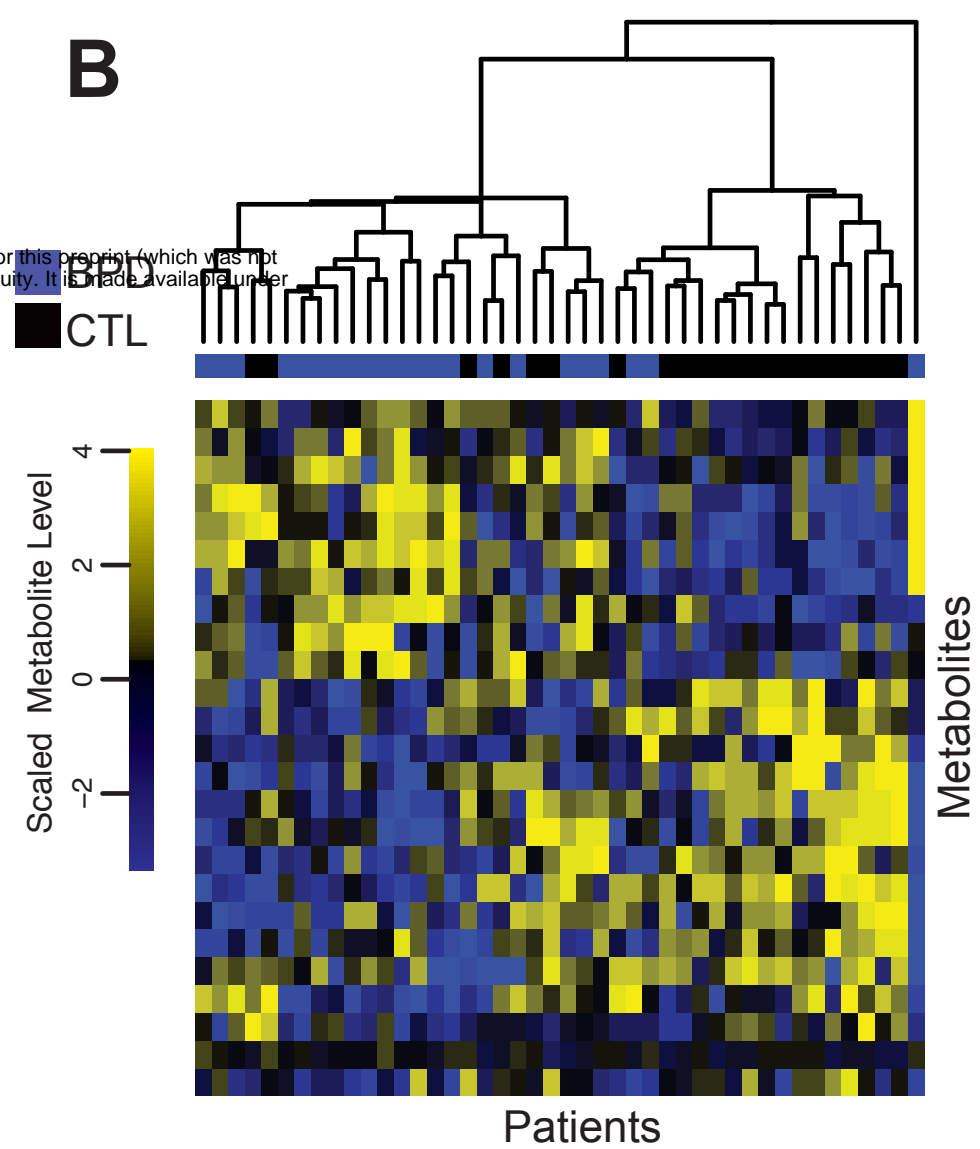 B
or this preprint (which was not
BPD
uity. It is made available under
CTL
Scaled Metabolite Level
4
2
0
−2
Metabolites
Patients